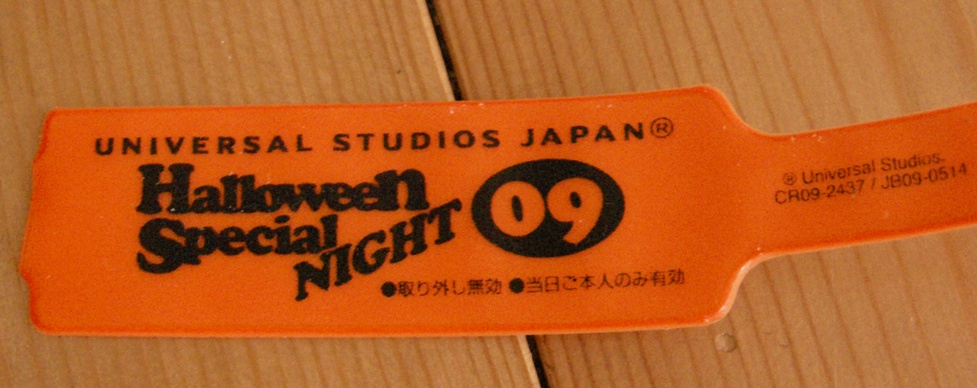 UNIVERSAL STUDIOS JAPAN®
Halloween
Special
NIGHT
09
●取り外し無効 ●当日ご本人のみ有効
® Universal Studios.
CR09-2437 / JB09-0514